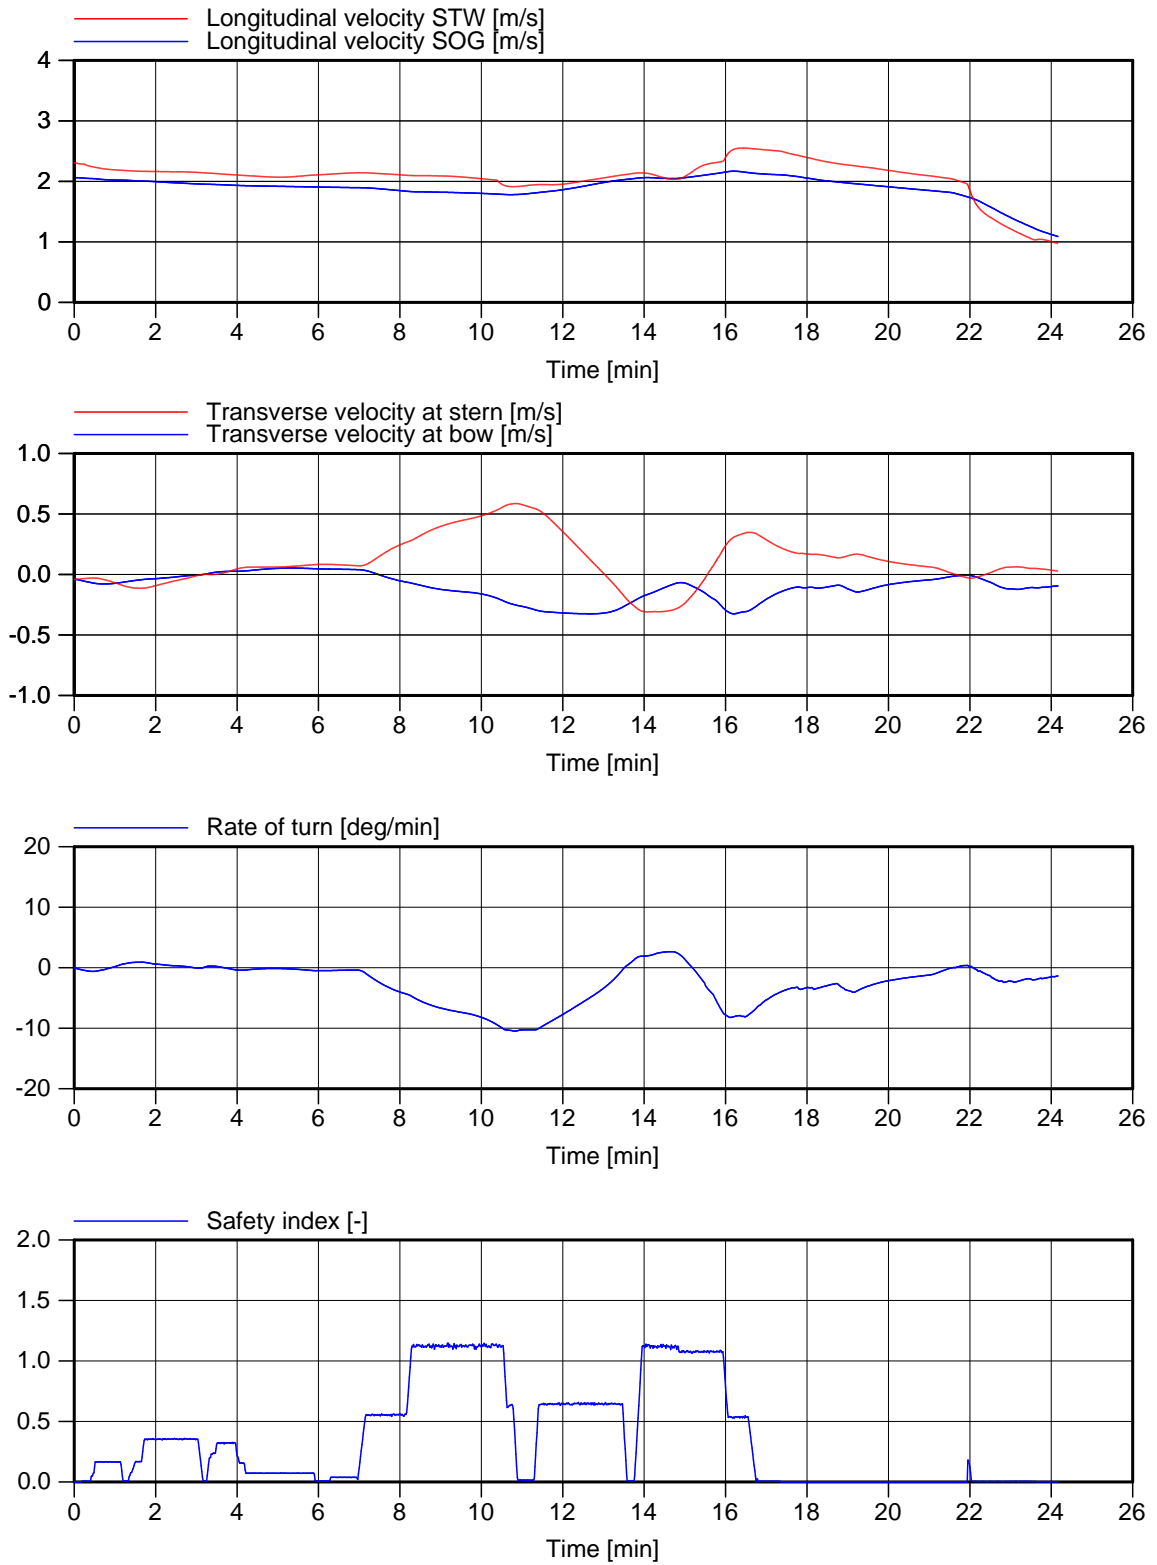 Longitudinal velocity STW [m/s]
Longitudinal velocity SOG [m/s]
4
3
2
1
0
0 2 4 6 8 10 12 14 16 18 20 22 24 26
Time [min]
Transverse velocity at stern [m/s]
Transverse velocity at bow [m/s]
1.0
0.5
0.0
-0.5
-1.0
0 2 4 6 8 10 12 14 16 18 20 22 24 26
Time [min]
Rate of turn [deg/min]
20
10
0
-10
-20
0 2 4 6 8 10 12 14 16 18 20 22 24 26
Time [min]
Safety index [-]
2.0
1.5
1.0
0.5
0.0
0 2 4 6 8 10 12 14 16 18 20 22 24 26
Time [min]